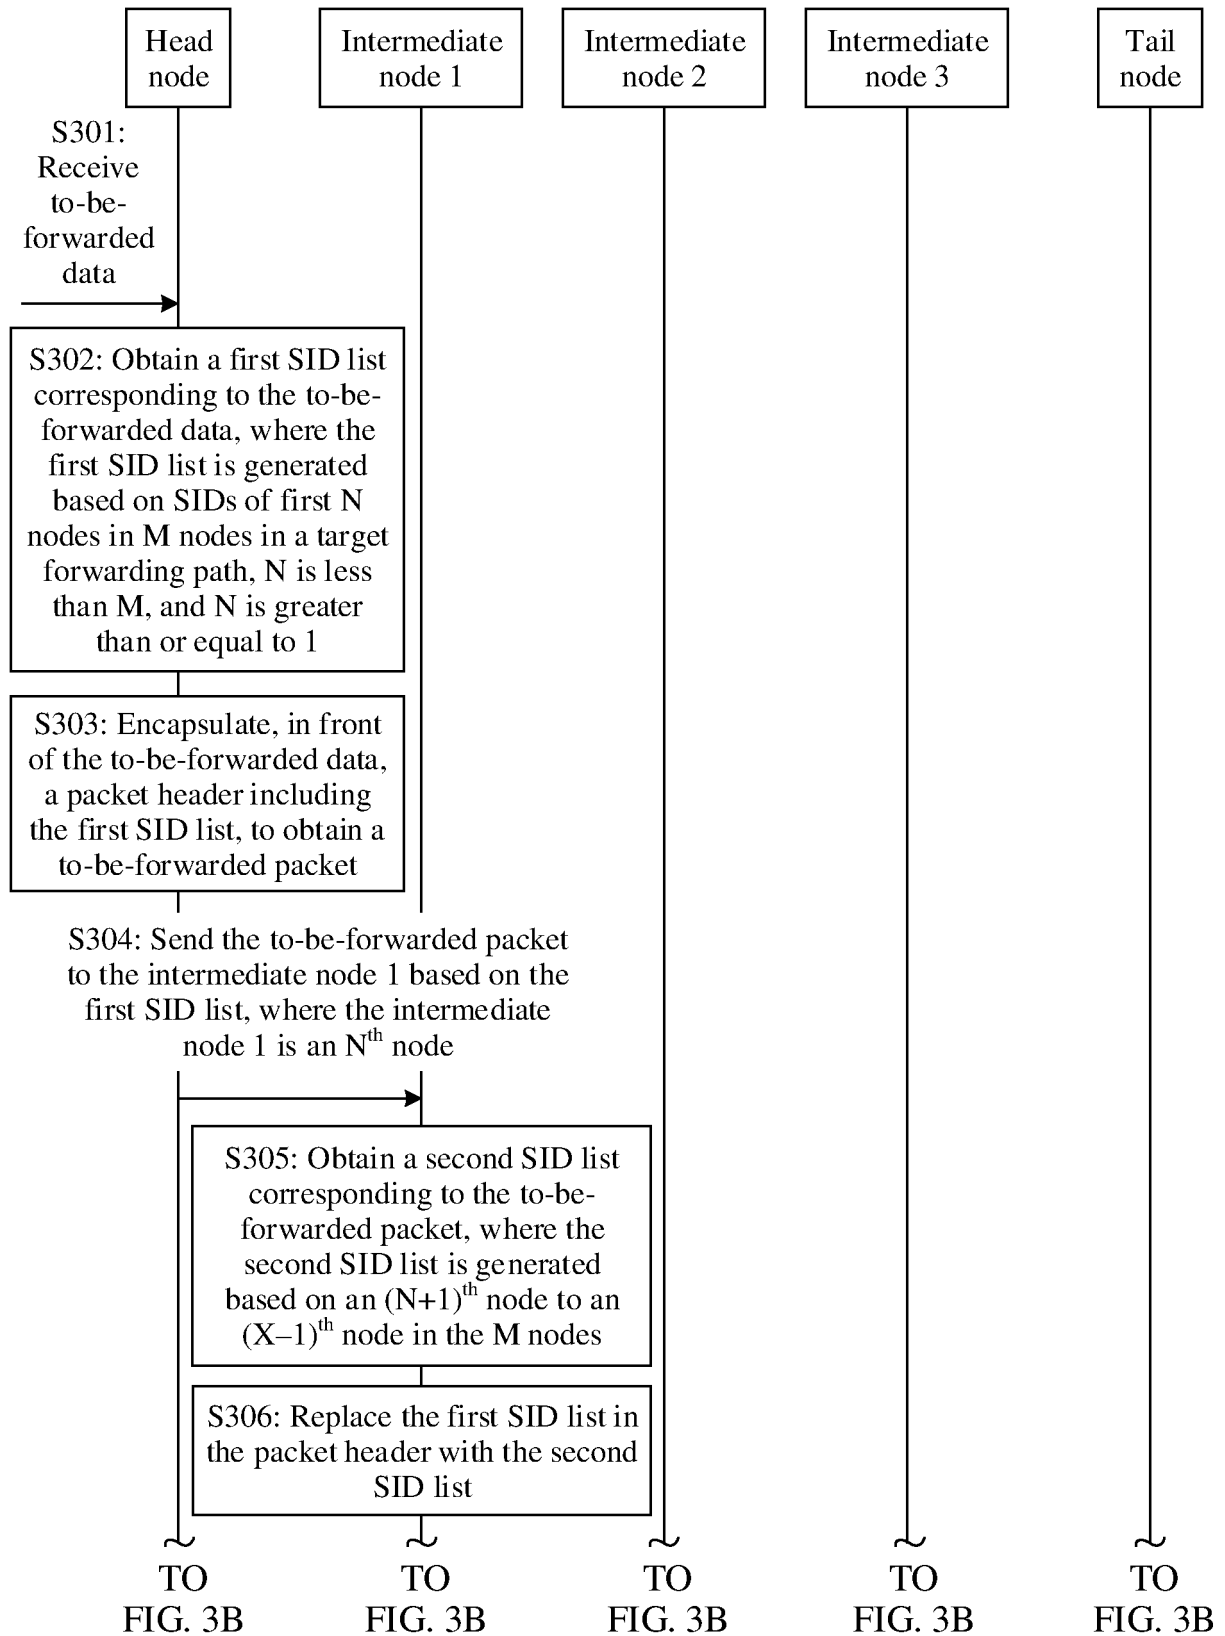 Head
node
Intermediate
node 1
Intermediate
node 2
Intermediate
node 3
Tail
node
S301:
Receive
to-be-
forwarded
data
S302: Obtain a first SID list
corresponding to the to-be-
forwarded data, where the
first SID list is generated
based on SIDs of first N
nodes in M nodes in a target
forwarding path, N is less
than M, and N is greater
than or equal to 1
S303: Encapsulate, in front
of the to-be-forwarded data,
a packet header including
the first SID list, to obtain a
to-be-forwarded packet
S304: Send the to-be-forwarded packet
to the intermediate node 1 based on the
first SID list, where the intermediate
node 1 is an Nth node
S305: Obtain a second SID list
corresponding to the to-be-
forwarded packet, where the
second SID list is generated
based on an (N+1)th node to an
(X–1)th node in the M nodes
S306: Replace the first SID list in
the packet header with the second
SID list
TO
FIG. 3B
TO
FIG. 3B
TO
FIG. 3B
TO
FIG. 3B
TO
FIG. 3B